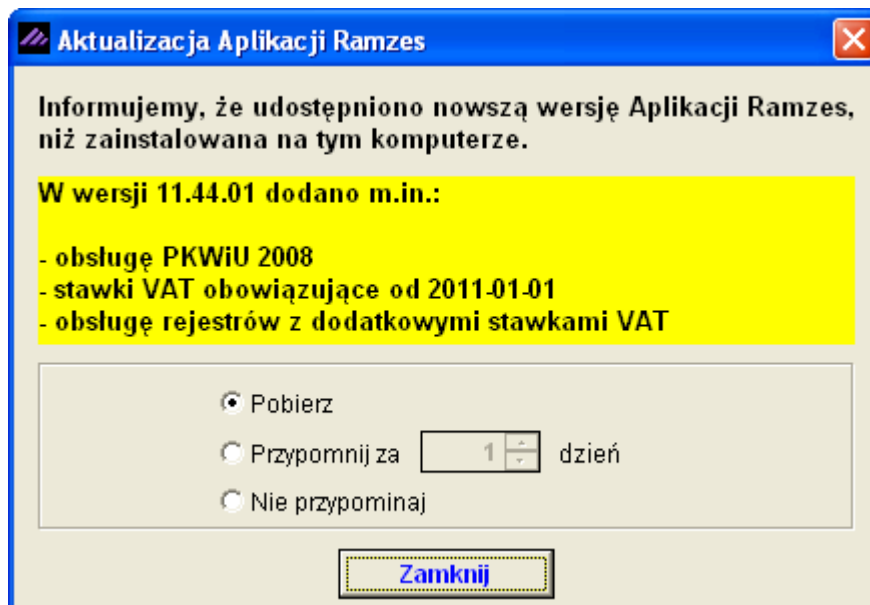 Aktualizacja Aplikacji Ramzes
Informujemy, że udostępniono nowszą wersję Aplikacji Ramzes,
niż zainstalowana na tym komputerze.
W wersji 11.44.01 dodano m.in.:
- obsługę PKWiU 2008
- stawki VAT obowiązujące od 2011-01-01
- obsługę rejestrów z dodatkowymi stawkami VAT
Pobierz
Przypomnij za 1 dzień
Nie przypominaj
Zamknij